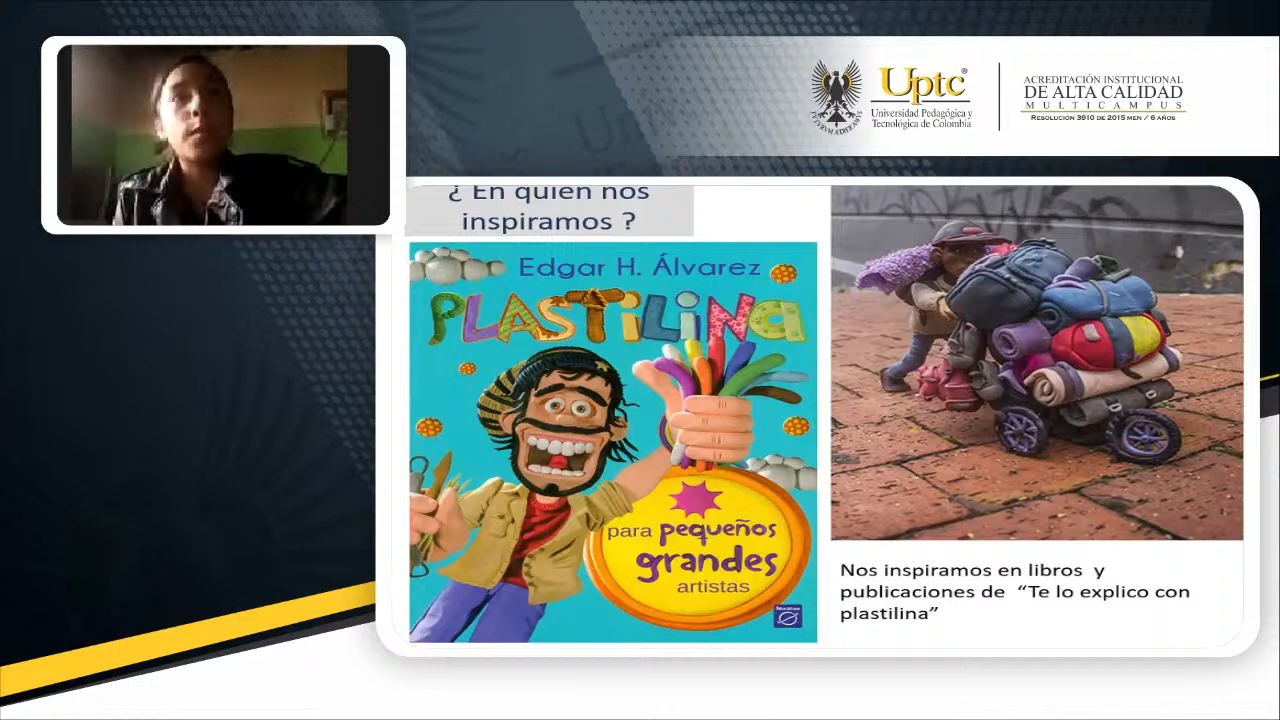 Uptc®
Universidad Pedagógica y
Tecnológica de Colombia
ACREDITACIÓN INSTITUCIONAL
DE ALTA CALIDAD
MULTICAMPUS
RESOLUCIÓN 3910 DE 2015 MEN / 6 AÑOS
¿ En quien nos
inspiramos ?
Edgar H. Álvarez
PLASTILINA
para pequeños
grandes
artistas
Nos inspiramos en libros y
publicaciones de “Te lo explico con
plastilina”